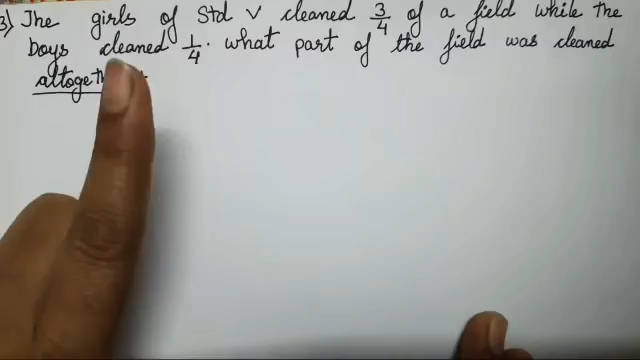 3) The girls of Std V cleaned 3/4 of a field while the
boys cleaned 1/4. what part of the field was cleaned